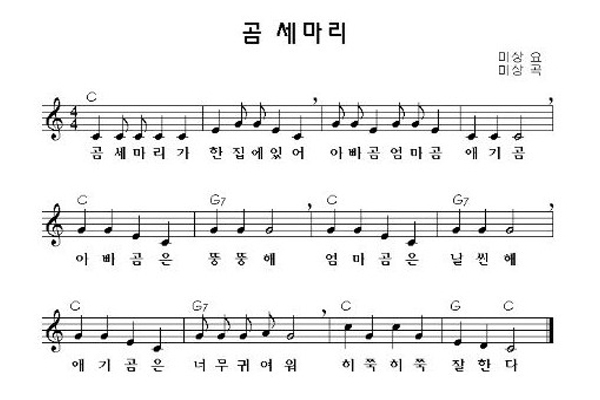 곰 세마리
미상 요
미상 곡
C
4
4
곰 세마리가 한집에있어 아빠곰엄마곰 애기곰
C G7 C G7
아빠곰은 뚱뚱해 엄마곰은 날씬해
C G7 C G C
애기곰은 너무귀여워 히쭉히쭉 잘한다